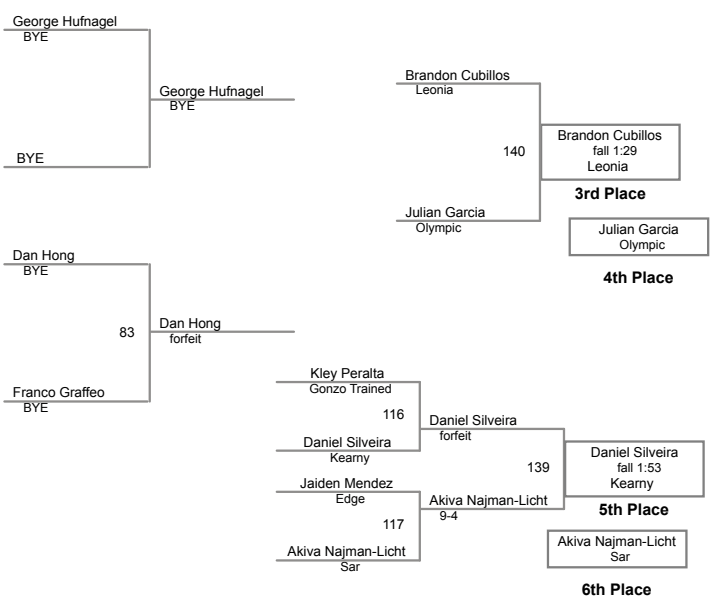 George Hufnagel
BYE
George Hufnagel
BYE
BYE
Dan Hong
BYE
83
Dan Hong
forfeit
Franco Graffeo
BYE
Brandon Cubillos
Leonia
140
Brandon Cubillos
fall 1:29
Leonia
3rd Place
Julian Garcia
Olympic
Julian Garcia
Olympic
4th Place
Kley Peralta
Gonzo Trained
116
Daniel Silveira
forfeit
Daniel Silveira
Kearny
139
Daniel Silveira
fall 1:53
Kearny
5th Place
Jaiden Mendez
Edge
Akiva Najman-Licht
9-4
117
Akiva Najman-Licht
Sar
Akiva Najman-Licht
Sar
6th Place